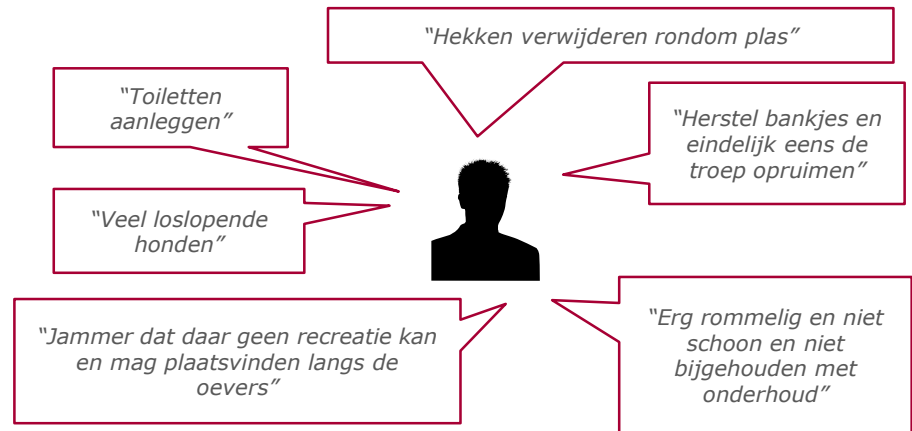 “Hekken verwijderen rondom plas”
“Toiletten
aanleggen”
“Herstel bankjes en
eindelijk eens de
troep opruimen”
“Veel loslopende
honden”
“Jammer dat daar geen recreatie kan
en mag plaatsvinden langs de
oevers”
“Erg rommelig en niet
schoon en niet
bijgehouden met
onderhoud”